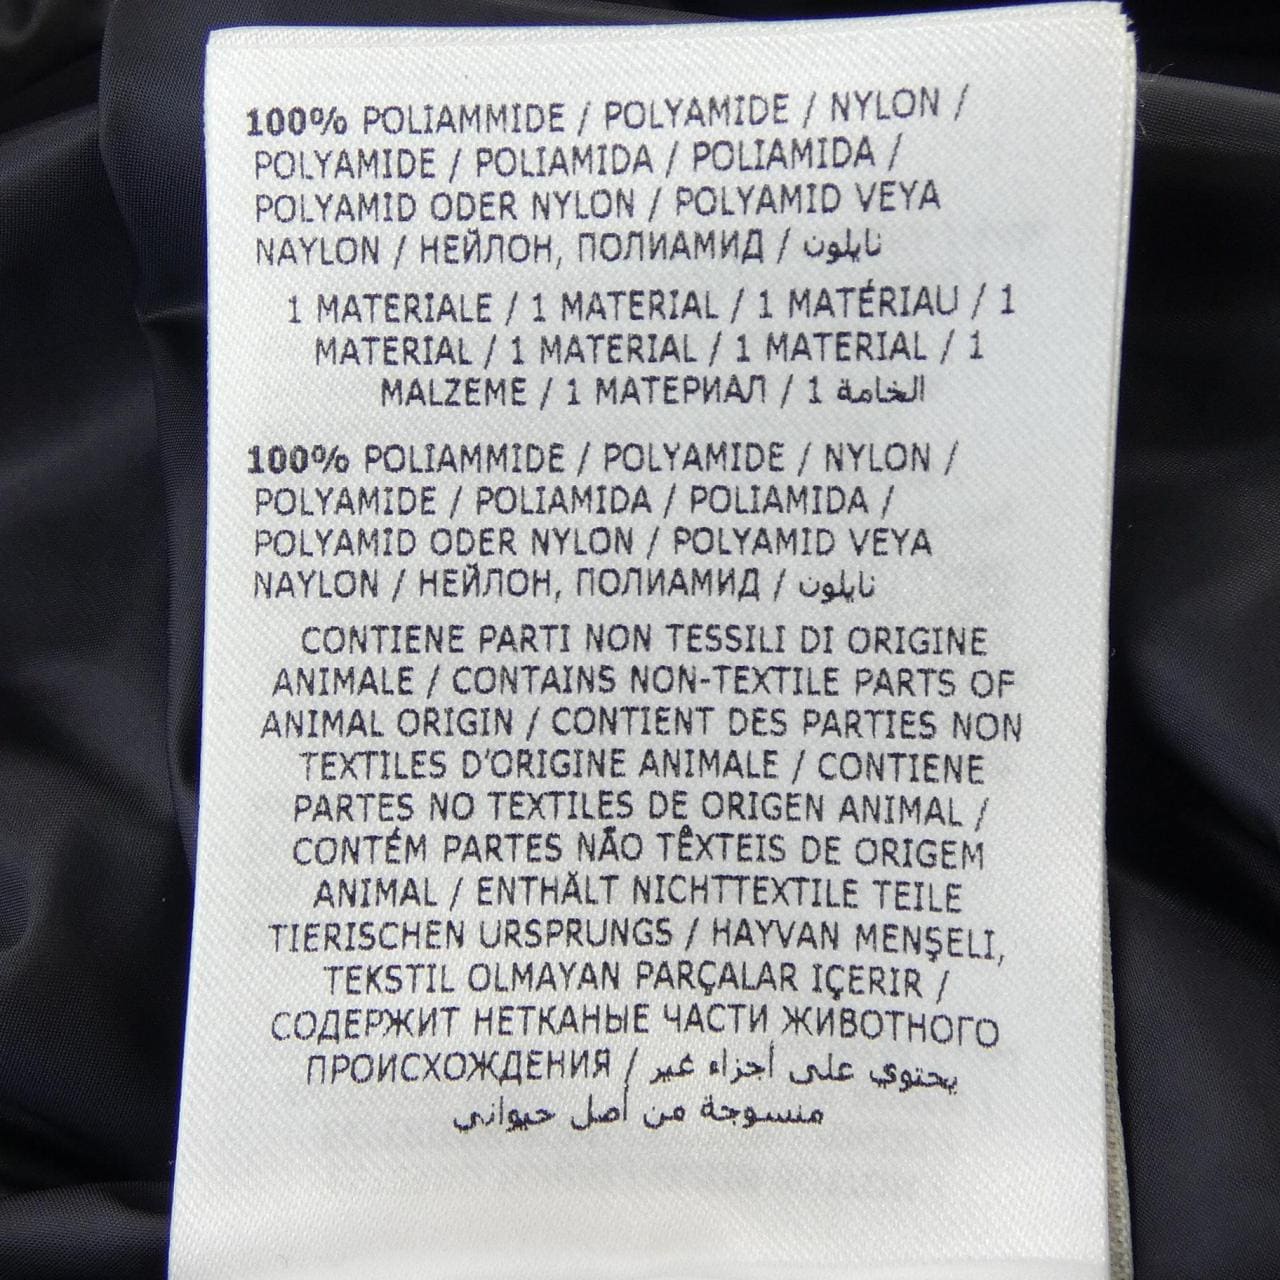 100% POLIAMMIDE / POLYAMIDE / NYLON /
POLYAMIDE / POLIAMIDA / POLIAMIDA /
POLYAMID ODER NYLON / POLYAMID VEYA
NAYLON / НЕЙЛОН, ПОЛИАМИД / نايلون
1 MATERIALE / 1 MATERIAL / 1 MATÉRIAU / 1
MATERIAL / 1 MATERIAL / 1 MATERIAL / 1
MALZEME / 1 МАТЕРИАЛ / 1 الخامة
100% POLIAMMIDE / POLYAMIDE / NYLON /
POLYAMIDE / POLIAMIDA / POLIAMIDA /
POLYAMID ODER NYLON / POLYAMID VEYA
NAYLON / НЕЙЛОН, ПОЛИАМИД / نايلون
CONTIENE PARTI NON TESSILI DI ORIGINE
ANIMALE / CONTAINS NON-TEXTILE PARTS OF
ANIMAL ORIGIN / CONTIENT DES PARTIES NON
TEXTILES D'ORIGINE ANIMALE / CONTIENE
PARTES NO TEXTILES DE ORIGEN ANIMAL /
CONTÉM PARTES NÃO TÊXTEIS DE ORIGEM
ANIMAL / ENTHÄLT NICHTTEXTILE TEILE
TIERISCHEN URSPRUNGS / HAYVAN MENŞELI,
TEKSTIL OLMAYAN PARÇALAR IÇERIR /
СОДЕРЖИТ НЕТКАНЫЕ ЧАСТИ ЖИВОТНОГО
ПРОИСХОЖДЕНИЯ / يحتوي على أجزاء غير
منسوجة من أصل حيواني